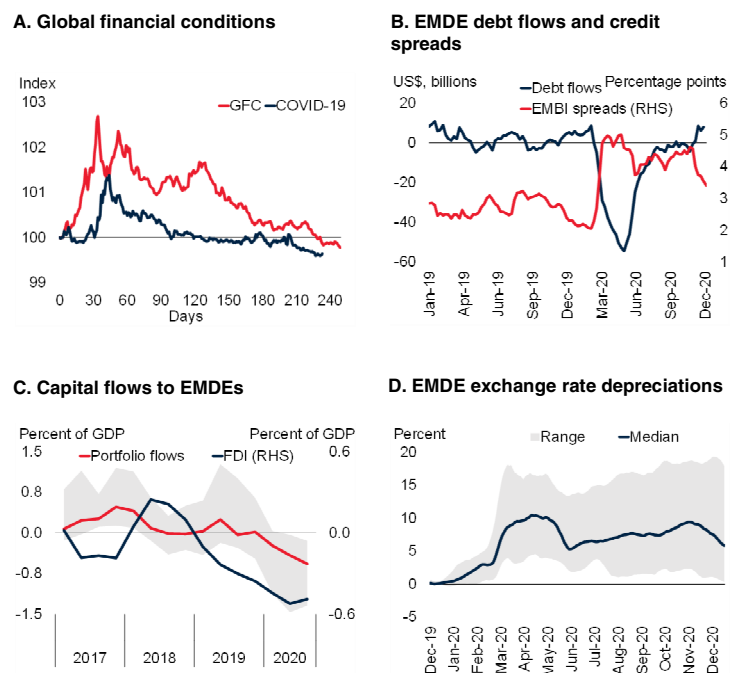 A. Global financial conditions
Index
103
GFC COVID-19
102
101
100
99
0 30 60 90 120 150 180 210 240
Days
B. EMDE debt flows and credit
spreads
US$, billions Percentage points
Debt flows
EMBI spreads (RHS)
20 6
0 5
4
-20
3
-40
2
-60 1
Jan-19 Apr-19 Jun-19 Sep-19 Dec-19 Mar-20 Jun-20 Sep-20 Dec-20
C. Capital flows to EMDEs
Percent of GDP Percent of GDP
1.5 0.6
Portfolio flows FDI (RHS)
0.8
0.0 0.0
-0.8
-1.5 -0.6
2017 2018 2019 2020
D. EMDE exchange rate depreciations
Percent
Range Median
20
15
10
5
0
-5
Dec-19 Jan-20 Feb-20 Mar-20 Apr-20 May-20 Jun-20 Jul-20 Aug-20 Sep-20 Oct-20 Nov-20 Dec-20